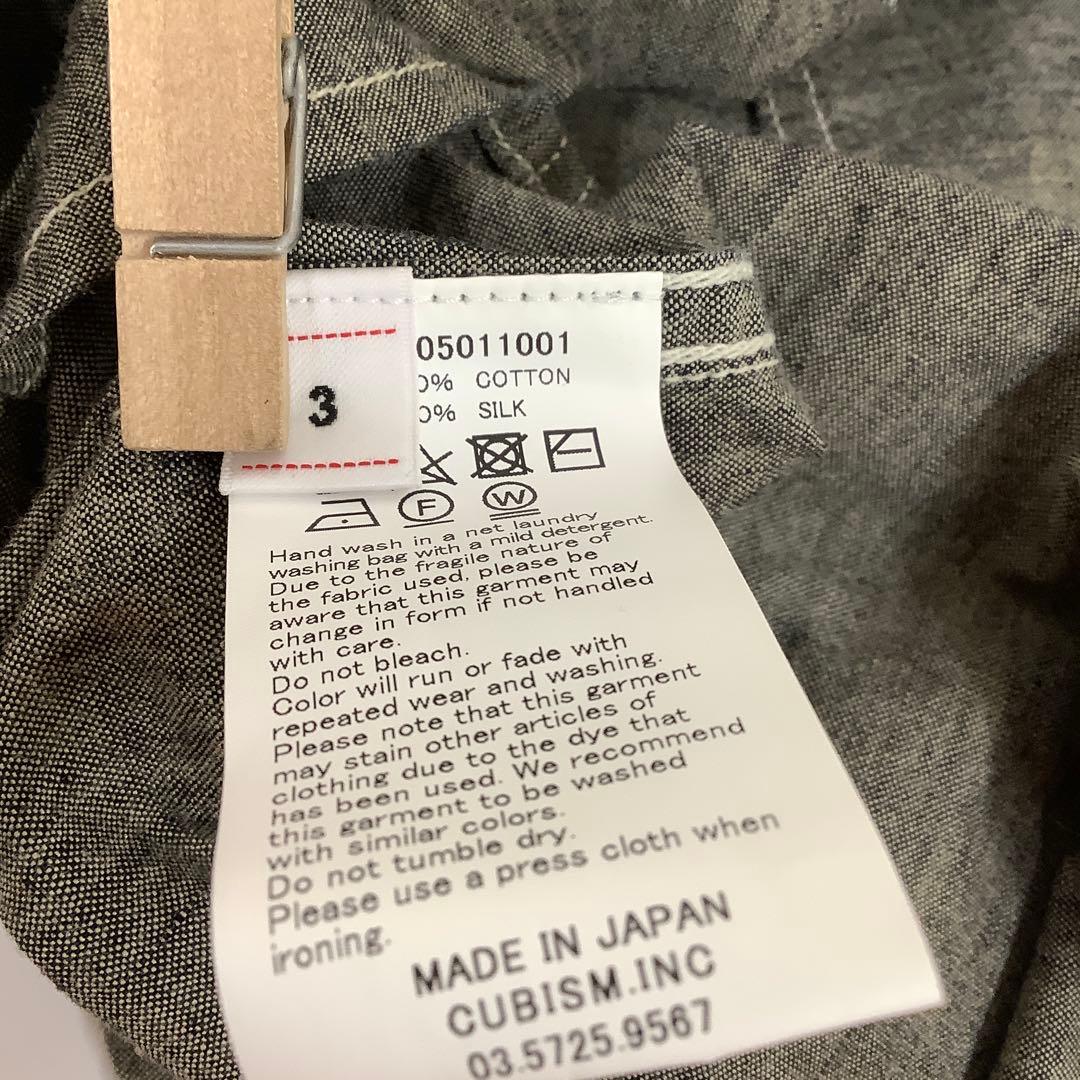 3
05011001
0% COTTON
0% SILK
F
W
Hand wash in a net laundry
washing bag with a mild detergent.
Due to the fragile nature of
the fabric used, please be
aware that this garment may
change in form if not handled
with care.
Do not bleach.
Color will run or fade with
repeated wear and washing.
Please note that this garment
may stain other articles of
clothing due to the dye that
has been used. We recommend
this garment to be washed
with similar colors.
Do not tumble dry.
Please use a press cloth when
ironing.
MADE IN JAPAN
CUBISM.INC
03.5725.9567